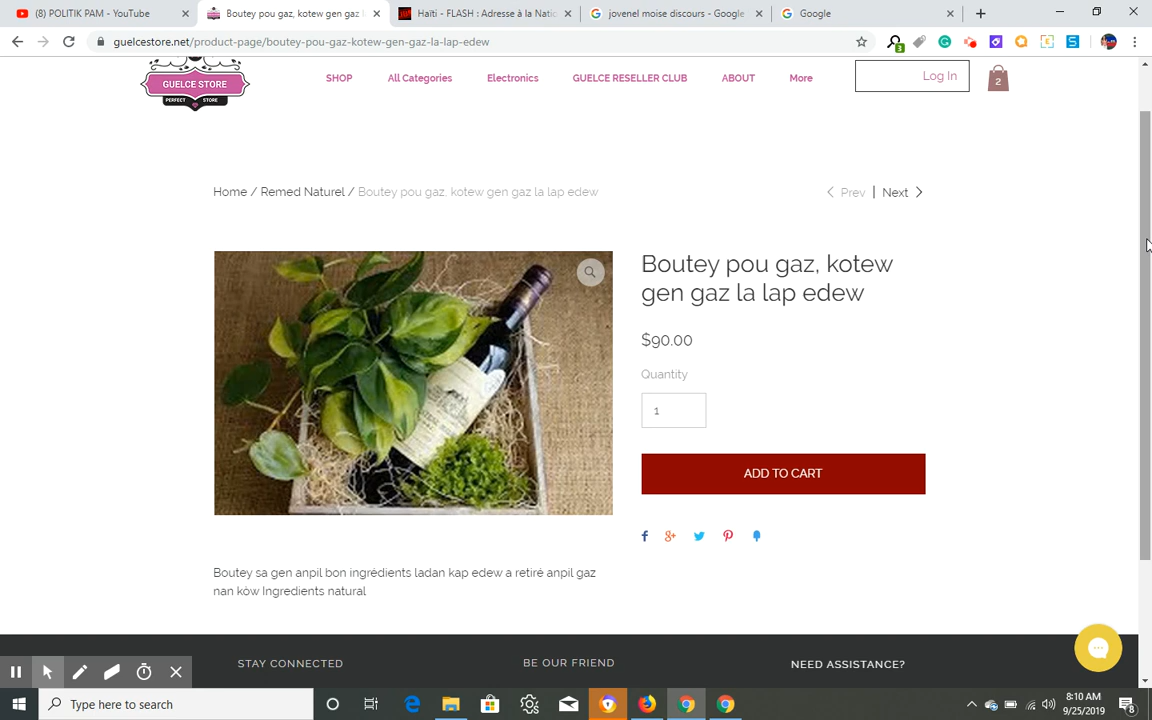 (8) POLITIK PAM - YouTube
Boutey pou gaz, kotew gen gaz l
Haïti - FLASH : Adresse à la Natio
jovenel moise discours - Google
Google
guelcestore.net/product-page/boutey-pou-gaz-kotew-gen-gaz-la-lap-edew
3
GUELCE STORE
PERFECT STORE
SHOP
All Categories
Electronics
GUELCE RESELLER CLUB
ABOUT
More
Log In
2
Home / Remed Naturel / Boutey pou gaz, kotew gen gaz la lap edew
Prev | Next
Boutey pou gaz, kotew
gen gaz la lap edew
$90.00
Quantity
1
ADD TO CART
Boutey sa gen anpil bon ingrédients ladan kap edew a retiré anpil gaz
nan kòw Ingredients natural
STAY CONNECTED
BE OUR FRIEND
NEED ASSISTANCE?
Type here to search
8:10 AM
9/25/2019
8